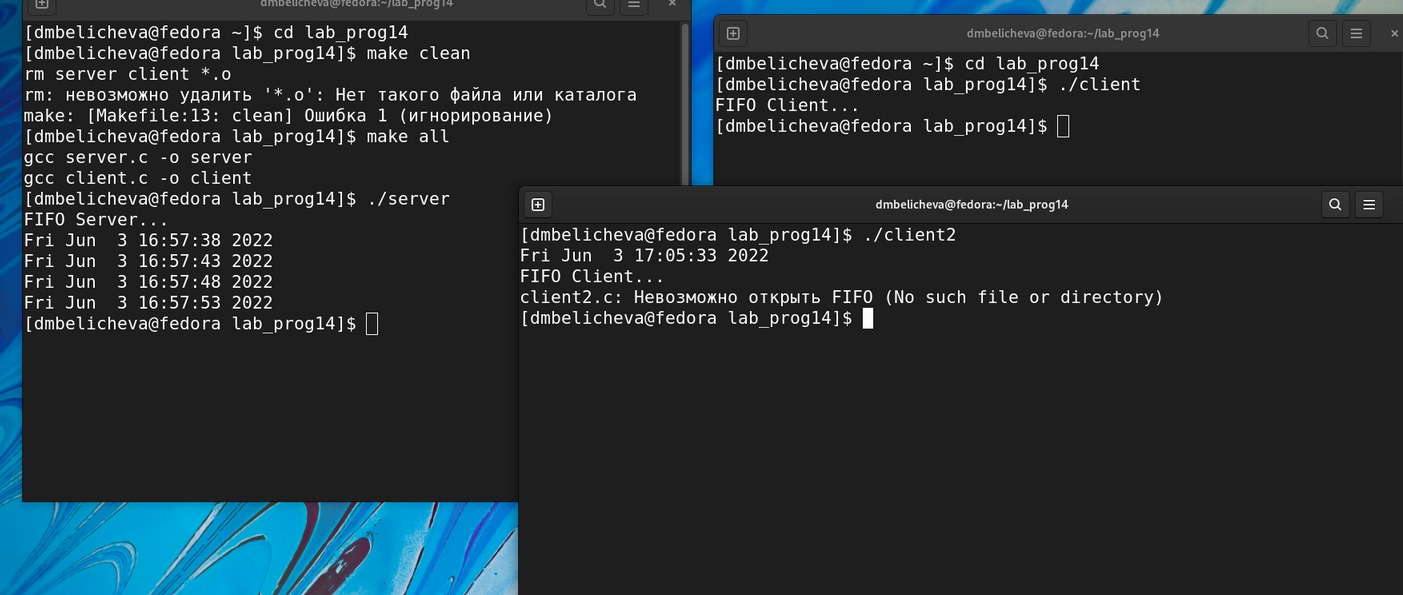 dmbelicheva@fedora:~/lab_prog14
[dmbelicheva@fedora ~]$ cd lab_prog14
[dmbelicheva@fedora lab_prog14]$ make clean
rm server client *.o
rm: невозможно удалить '*.o': Нет такого файла или каталога
make: [Makefile:13: clean] Ошибка 1 (игнорирование)
[dmbelicheva@fedora lab_prog14]$ make all
gcc server.c -o server
gcc client.c -o client
[dmbelicheva@fedora lab_prog14]$ ./server
FIFO Server...
Fri Jun  3 16:57:38 2022
Fri Jun  3 16:57:43 2022
Fri Jun  3 16:57:48 2022
Fri Jun  3 16:57:53 2022
[dmbelicheva@fedora lab_prog14]$
dmbelicheva@fedora:~/lab_prog14
[dmbelicheva@fedora ~]$ cd lab_prog14
[dmbelicheva@fedora lab_prog14]$ ./client
FIFO Client...
[dmbelicheva@fedora lab_prog14]$
dmbelicheva@fedora:~/lab_prog14
[dmbelicheva@fedora lab_prog14]$ ./client2
Fri Jun  3 17:05:33 2022
FIFO Client...
client2.c: Невозможно открыть FIFO (No such file or directory)
[dmbelicheva@fedora lab_prog14]$